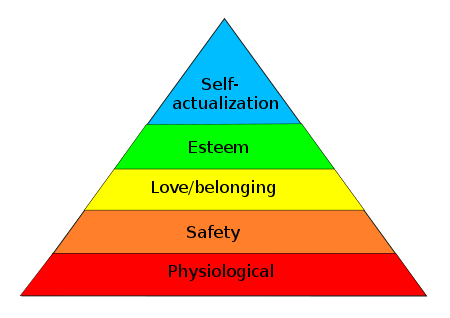 Self-
actualization
Esteem
Love/belonging
Safety
Physiological